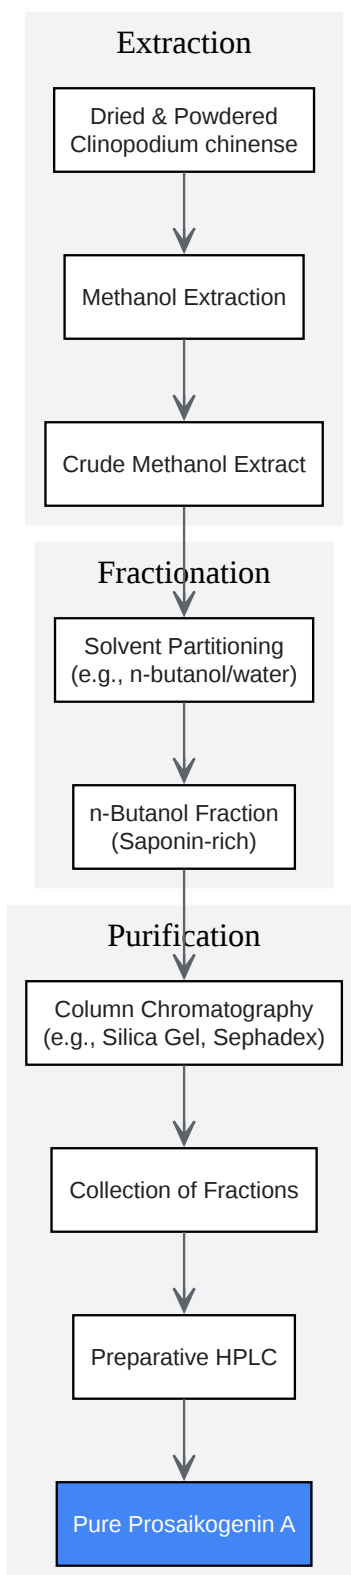 Extraction
Dried & Powdered
Clinopodium chinense
Methanol Extraction
Crude Methanol Extract
Fractionation
Solvent Partitioning
(e.g., n-butanol/water)
n-Butanol Fraction
(Saponin-rich)
Purification
Column Chromatography
(e.g., Silica Gel, Sephadex)
Collection of Fractions
Preparative HPLC
Pure Prosaikogenin A